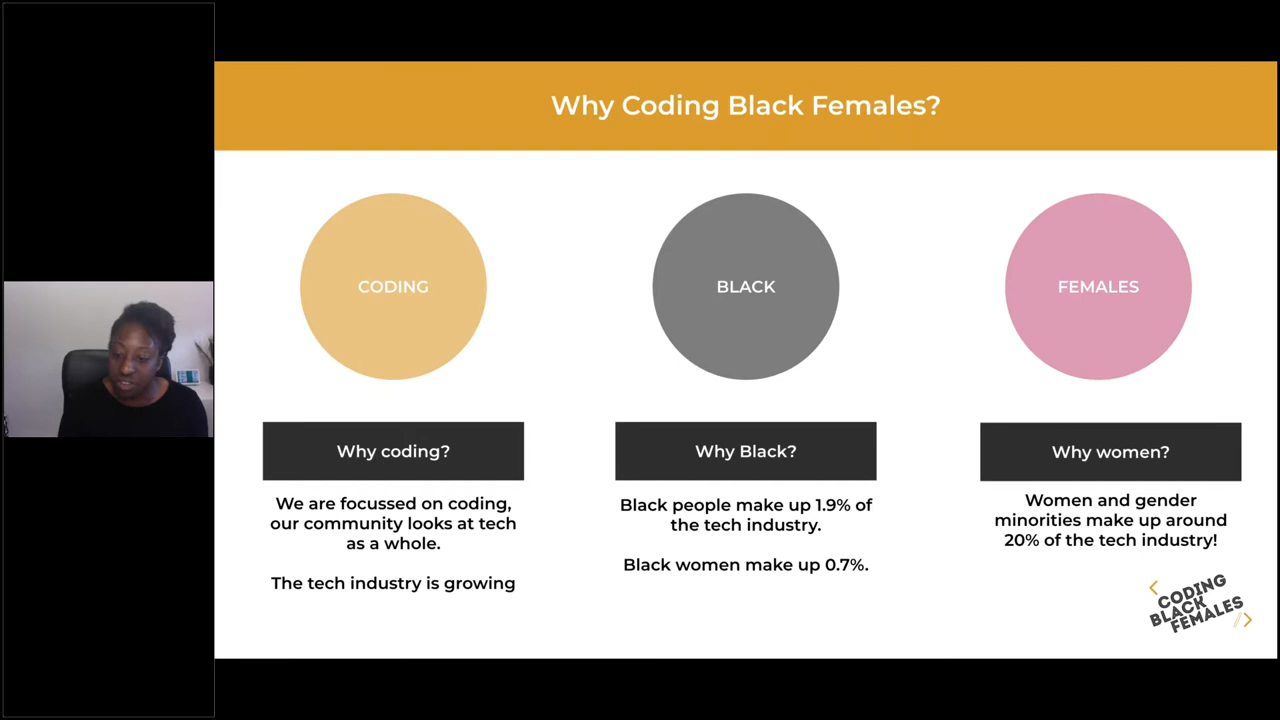 Why Coding Black Females?
CODING
BLACK
FEMALES
Why coding?
Why Black?
Why women?
We are focussed on coding,
our community looks at tech
as a whole.
The tech industry is growing
Black people make up 1.9% of
the tech industry.
Black women make up 0.7%.
Women and gender
minorities make up around
20% of the tech industry!
CODING
BLACK
FEMALES